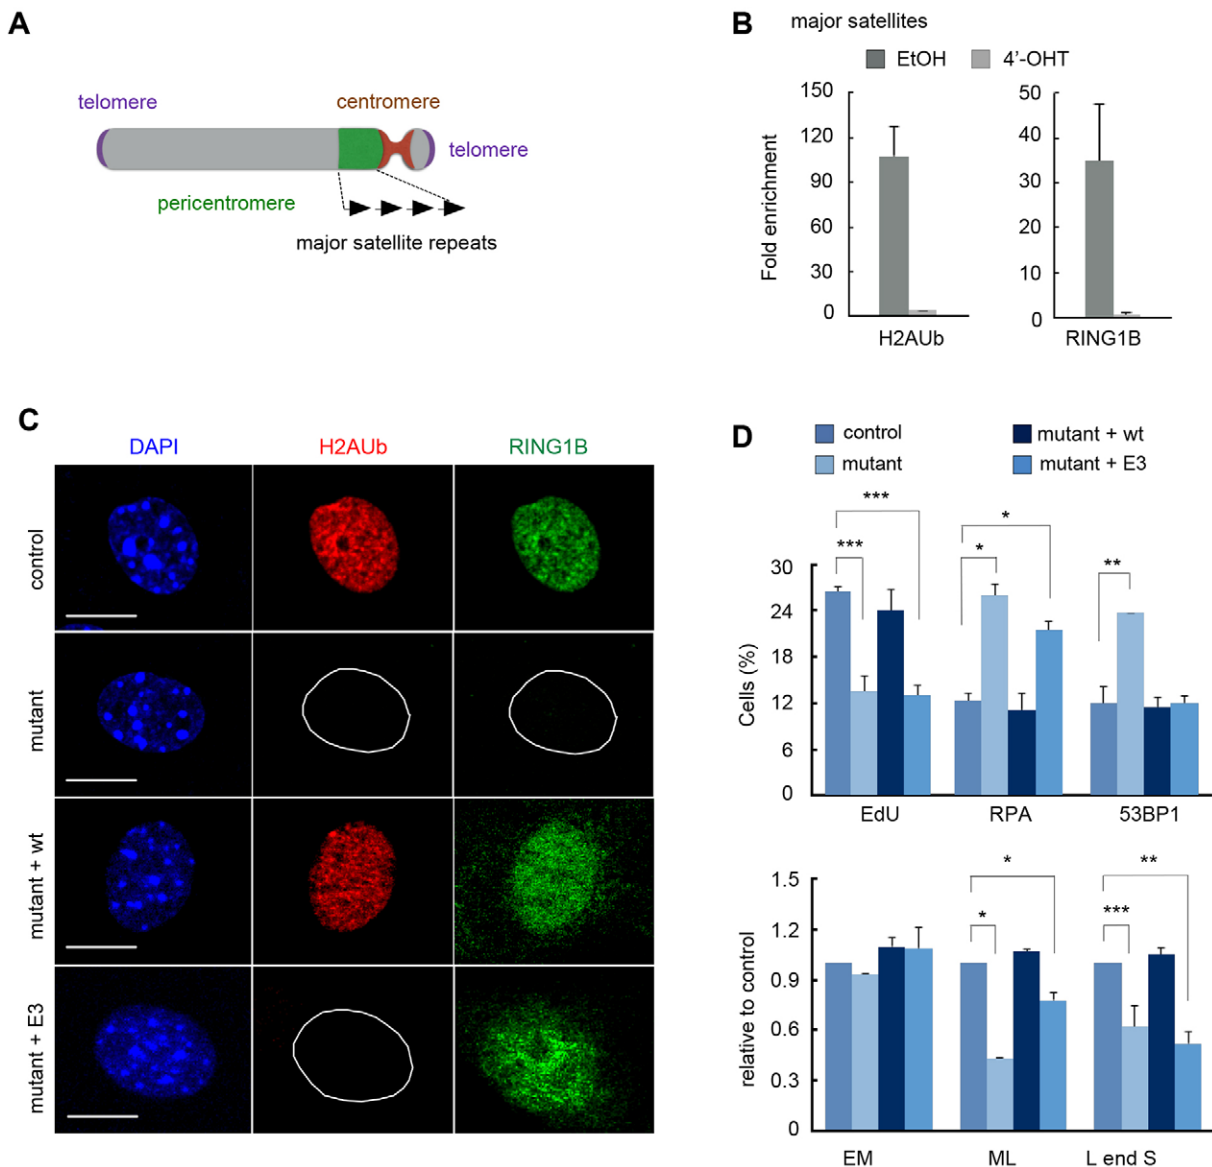 A
telomere
centromere
telomere
pericentromere
major satellite repeats
B
major satellites
EtOH
4’-OHT
Fold enrichment
150
120
90
60
30
0
H2AUb
50
40
30
20
10
0
RING1B
C
DAPI
H2AUb
RING1B
control
mutant
mutant + wt
mutant + E3
D
control
mutant
mutant + wt
mutant + E3
Cells (%)
30
24
18
12
6
0
***
***
*
*
**
EdU
RPA
53BP1
relative to control
1.5
1.2
0.9
0.6
0.3
0
*
*
***
**
EM
ML
L end S